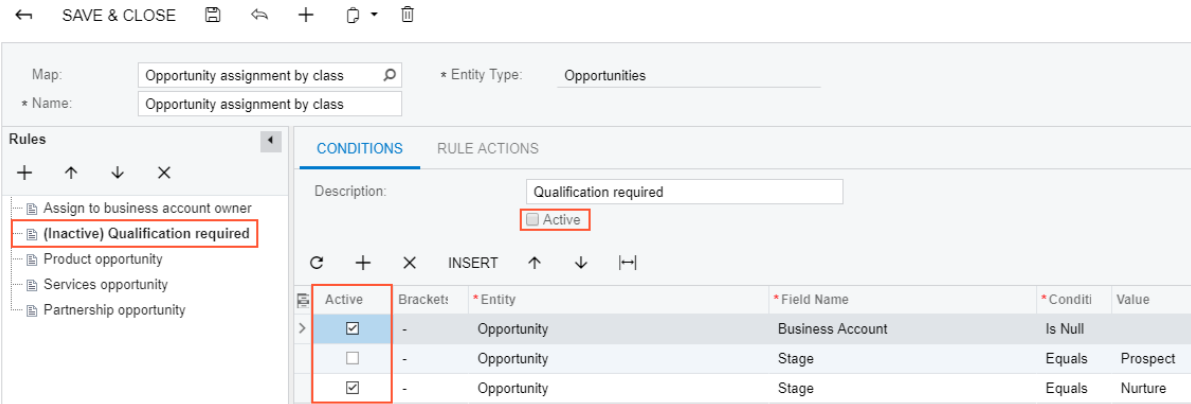 SAVE & CLOSE
Map: Opportunity assignment by class * Entity Type: Opportunities
* Name: Opportunity assignment by class
Rules
CONDITIONS RULE ACTIONS
Description: Qualification required
Active
Assign to business account owner
(Inactive) Qualification required
Product opportunity
Services opportunity
Partnership opportunity
INSERT
Active Brackets * Entity * Field Name * Conditi Value
- Opportunity Business Account Is Null
- Opportunity Stage Equals Prospect
- Opportunity Stage Equals Nurture